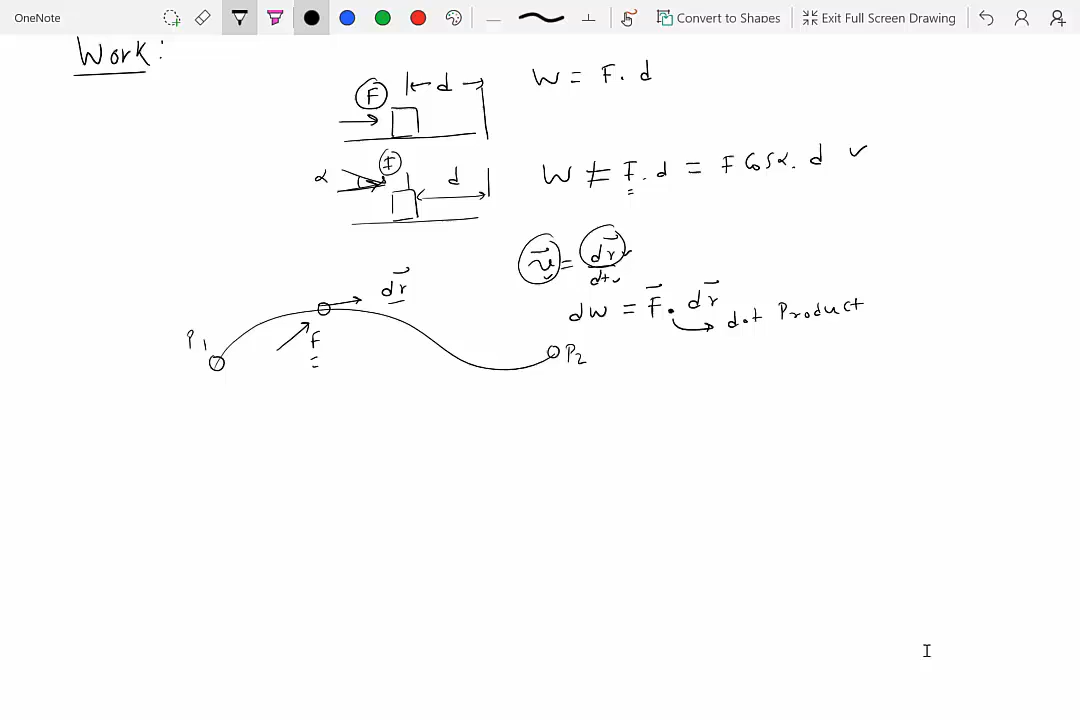 OneNote
Convert to Shapes
Exit Full Screen Drawing
Work:
F
d
W = F. d
α
F
d
W ≠ F. d = F Cosα. d ✓
v⃗ = dr⃗/dt
dr⃗
dw = F⃗ • dr⃗
dot Product
P1
F
P2